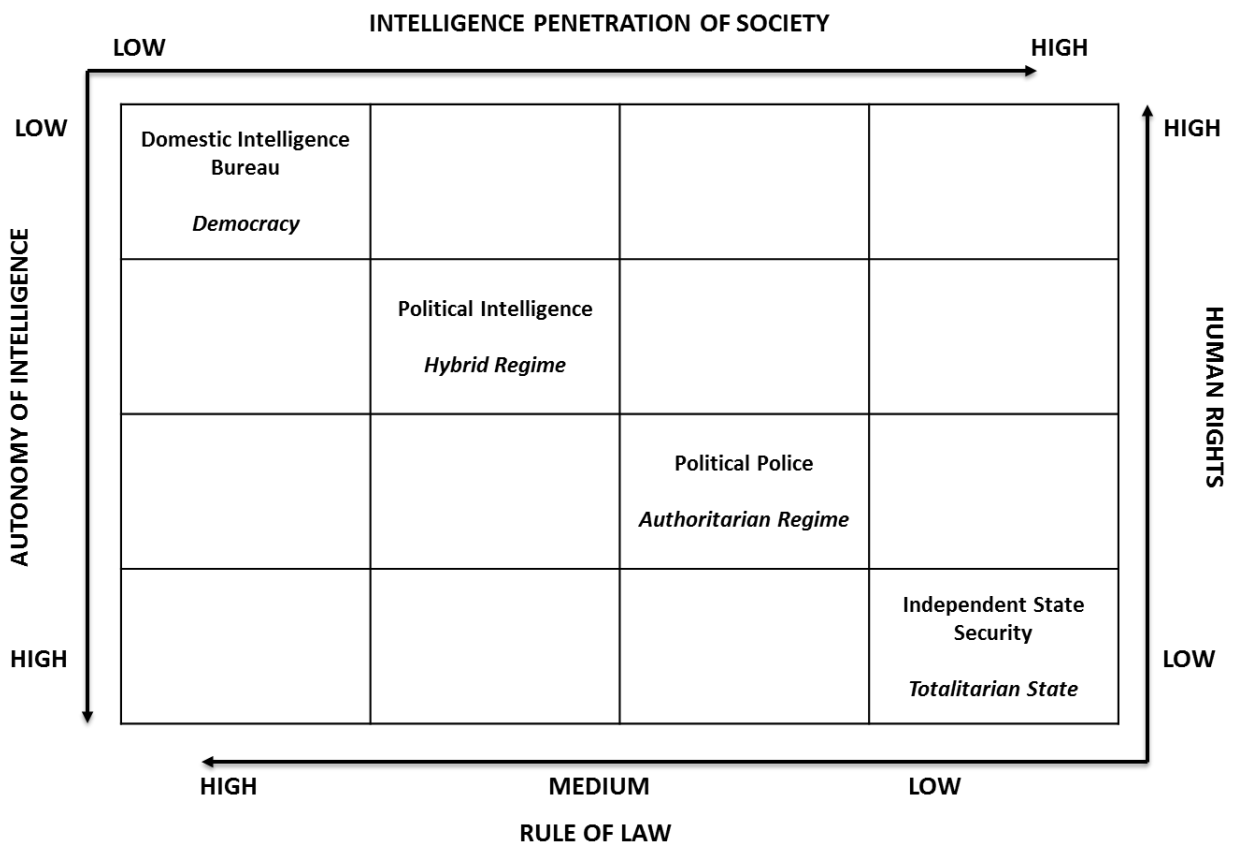 INTELLIGENCE PENETRATION OF SOCIETY
LOW
HIGH
LOW
HIGH
AUTONOMY OF INTELLIGENCE
Domestic Intelligence
Bureau
Democracy
Political Intelligence
Hybrid Regime
Political Police
Authoritarian Regime
Independent State
Security
Totalitarian State
HUMAN RIGHTS
HIGH
LOW
HIGH
MEDIUM
LOW
RULE OF LAW